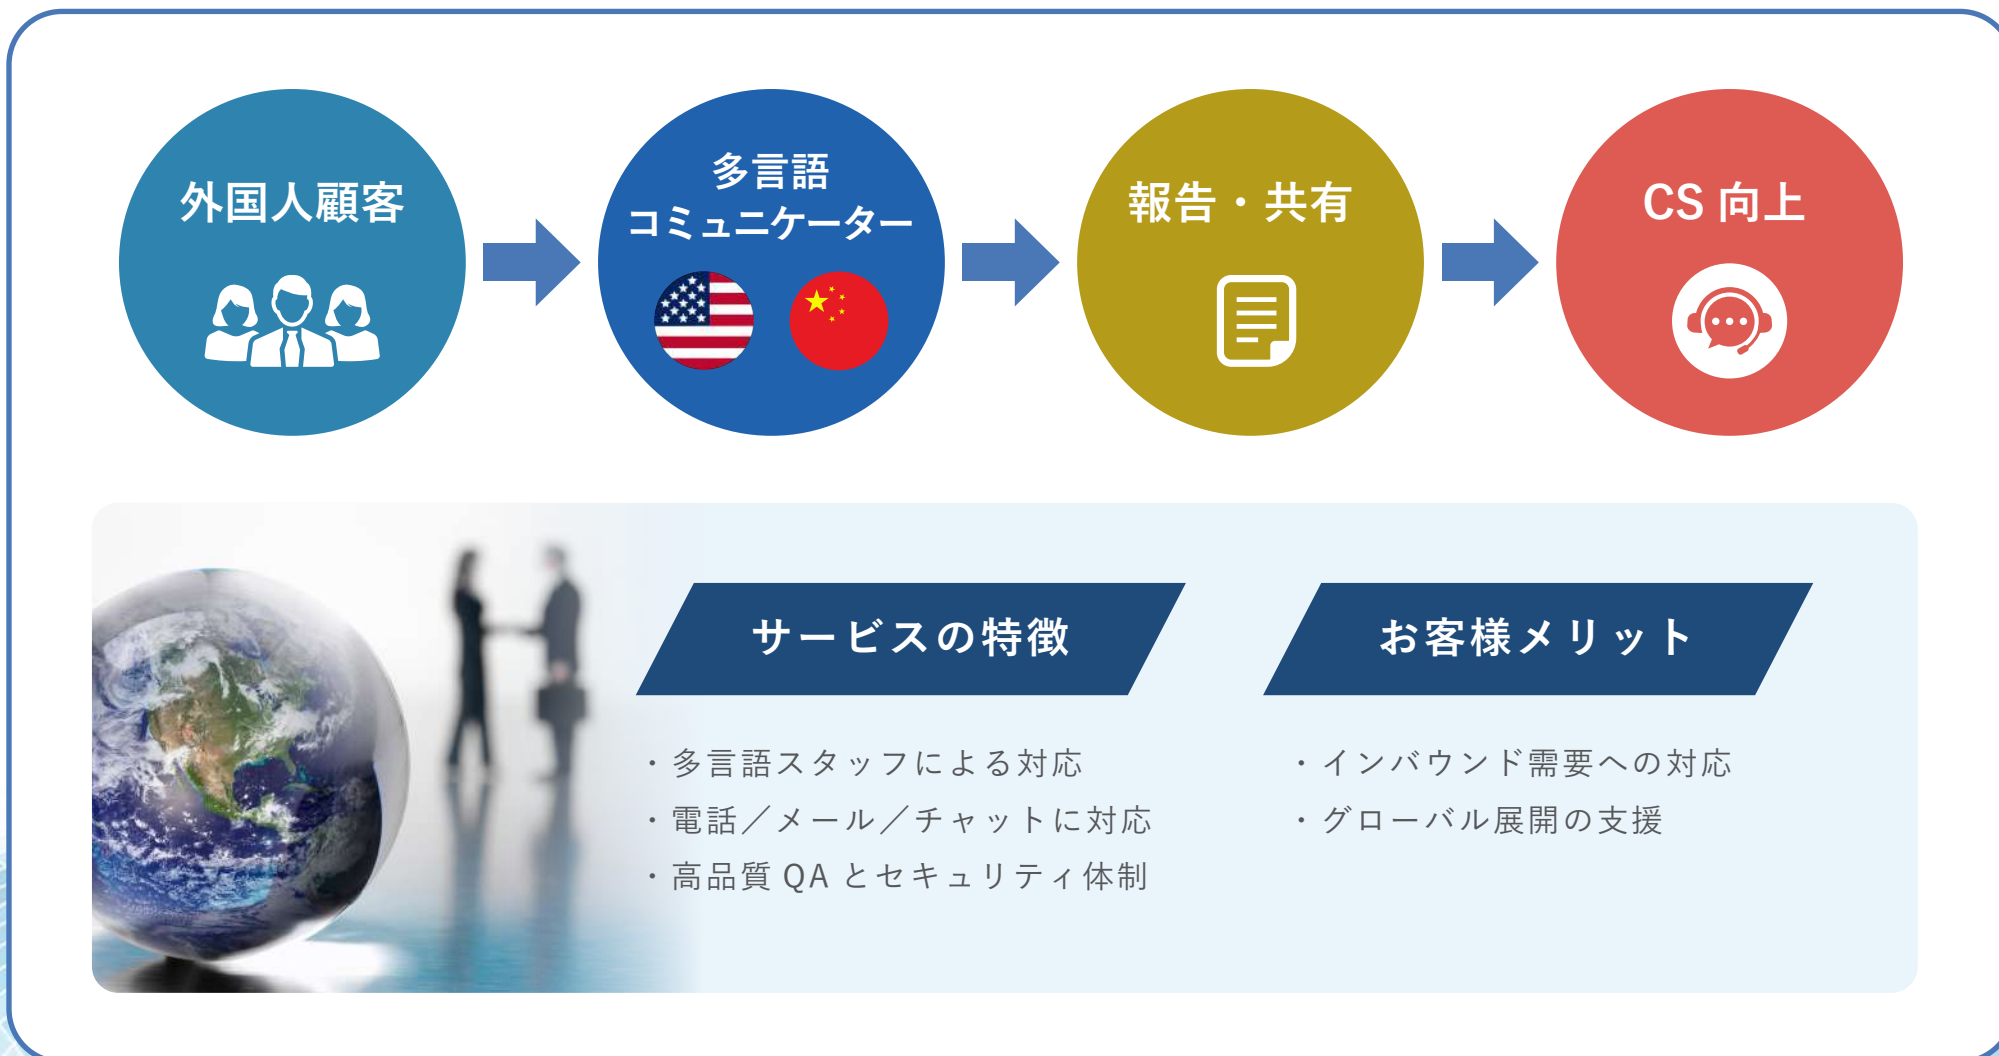 外国人顧客
多言語
コミュニケーター
報告・共有
CS 向上
サービスの特徴
・多言語スタッフによる対応
・電話／メール／チャットに対応
・高品質 QA とセキュリティ体制
お客様メリット
・インバウンド需要への対応
・グローバル展開の支援